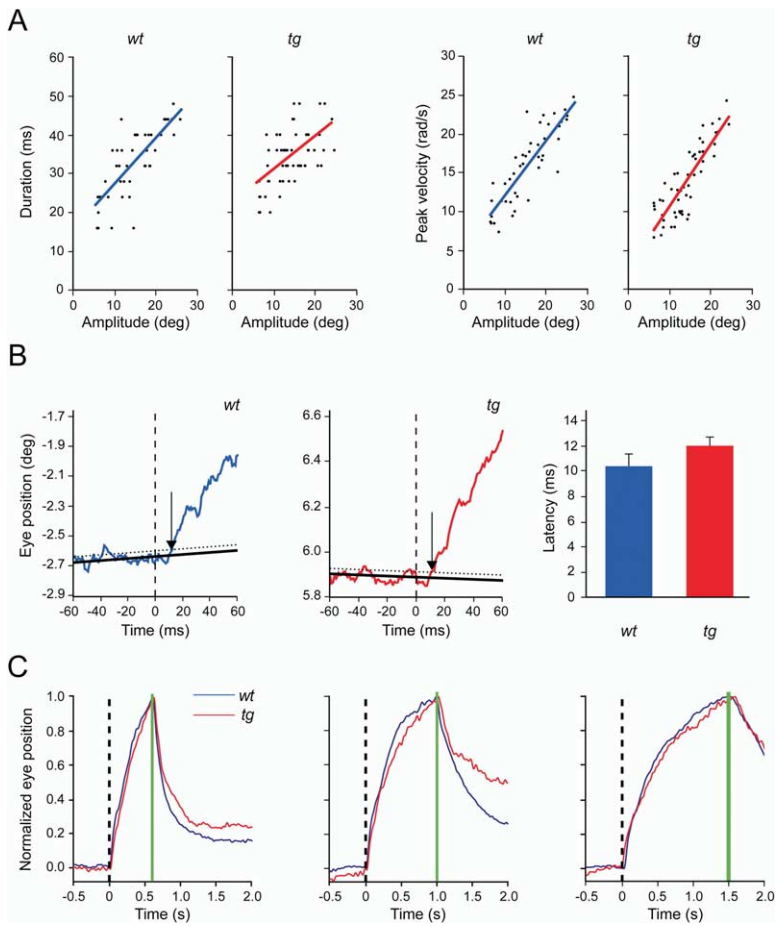 A
wt
tg
wt
tg
Duration (ms)
60
50
40
30
20
10
0
0 10 20 30
Amplitude (deg)
0 10 20 30
Amplitude (deg)
Peak velocity (rad/s)
30
25
20
15
10
5
0
0 10 20 30
Amplitude (deg)
0 10 20 30
Amplitude (deg)
B
wt
Eye position (deg)
-1.7
-1.9
-2.1
-2.3
-2.5
-2.7
-2.9
-60 -40 -20 0 20 40 60
Time (ms)
tg
6.6
6.4
6.2
6.0
5.8
-60 -40 -20 0 20 40 60
Time (ms)
Latency (ms)
14
12
10
8
6
4
2
0
wt
tg
C
Normalized eye position
1.0
0.8
0.6
0.4
0.2
0.0
wt
tg
-0.5 0 0.5 1.0 1.5 2.0
Time (s)
-0.5 0 0.5 1.0 1.5 2.0
Time (s)
-0.5 0 0.5 1.0 1.5 2.0
Time (s)